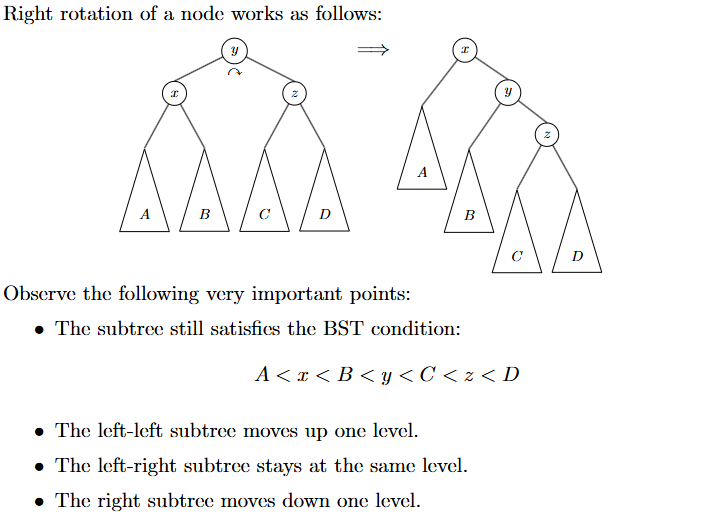 Right rotation of a node works as follows:
y ⟹ x
x z y
z
A B C D A B
C D
Observe the following very important points:
• The subtree still satisfies the BST condition:
A < x < B < y < C < z < D
• The left-left subtree moves up one level.
• The left-right subtree stays at the same level.
• The right subtree moves down one level.